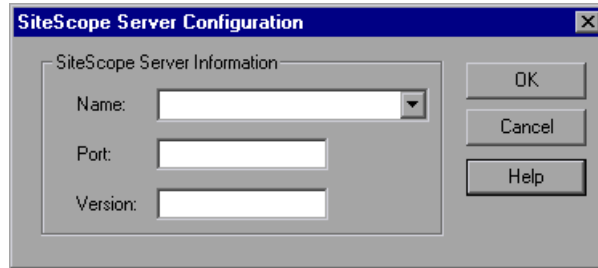 SiteScope Server Configuration
SiteScope Server Information
Name:
Port:
Version:
OK
Cancel
Help